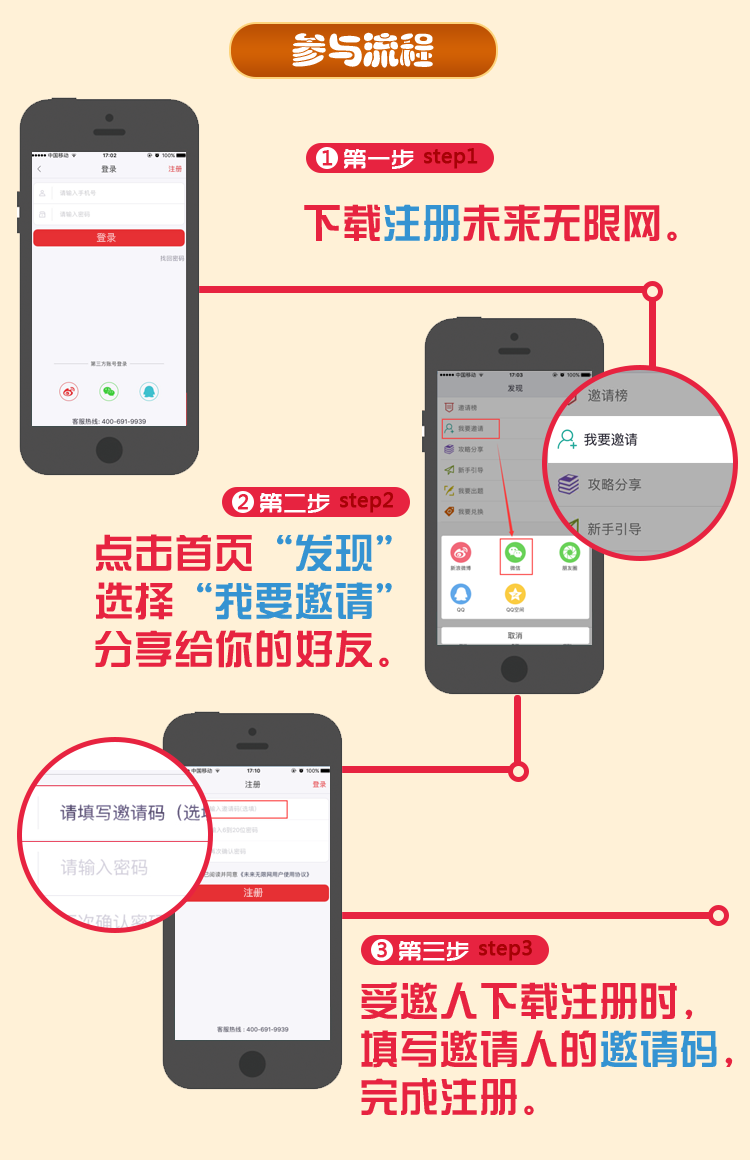 参与流程
1 第一步 step1
下载注册未来无限网。
中国移动 17:02 100%
登录 注册
请输入手机号
请输入密码
登录
找回密码
第三方账号登录
客服热线: 400-691-9939
中国移动 17:03 100%
发现
邀请榜
我要邀请
攻略分享
新手引导
我要出题
我要兑换
新浪微博 微信 朋友圈
QQ QQ空间
取消
邀请榜
我要邀请
攻略分享
新手引导
2 第二步 step2
点击首页“发现”
选择“我要邀请”
分享给你的好友。
中国移动 17:10 100%
注册 登录
输入邀请码(选填)
输入6到20位密码
再次确认密码
已阅读并同意《未来无限网用户使用协议》
注册
客服热线 : 400-691-9939
请填写邀请码（选填
请输入密码
再次确认密码
3 第三步 step3
受邀人下载注册时,
填写邀请人的邀请码,
完成注册。